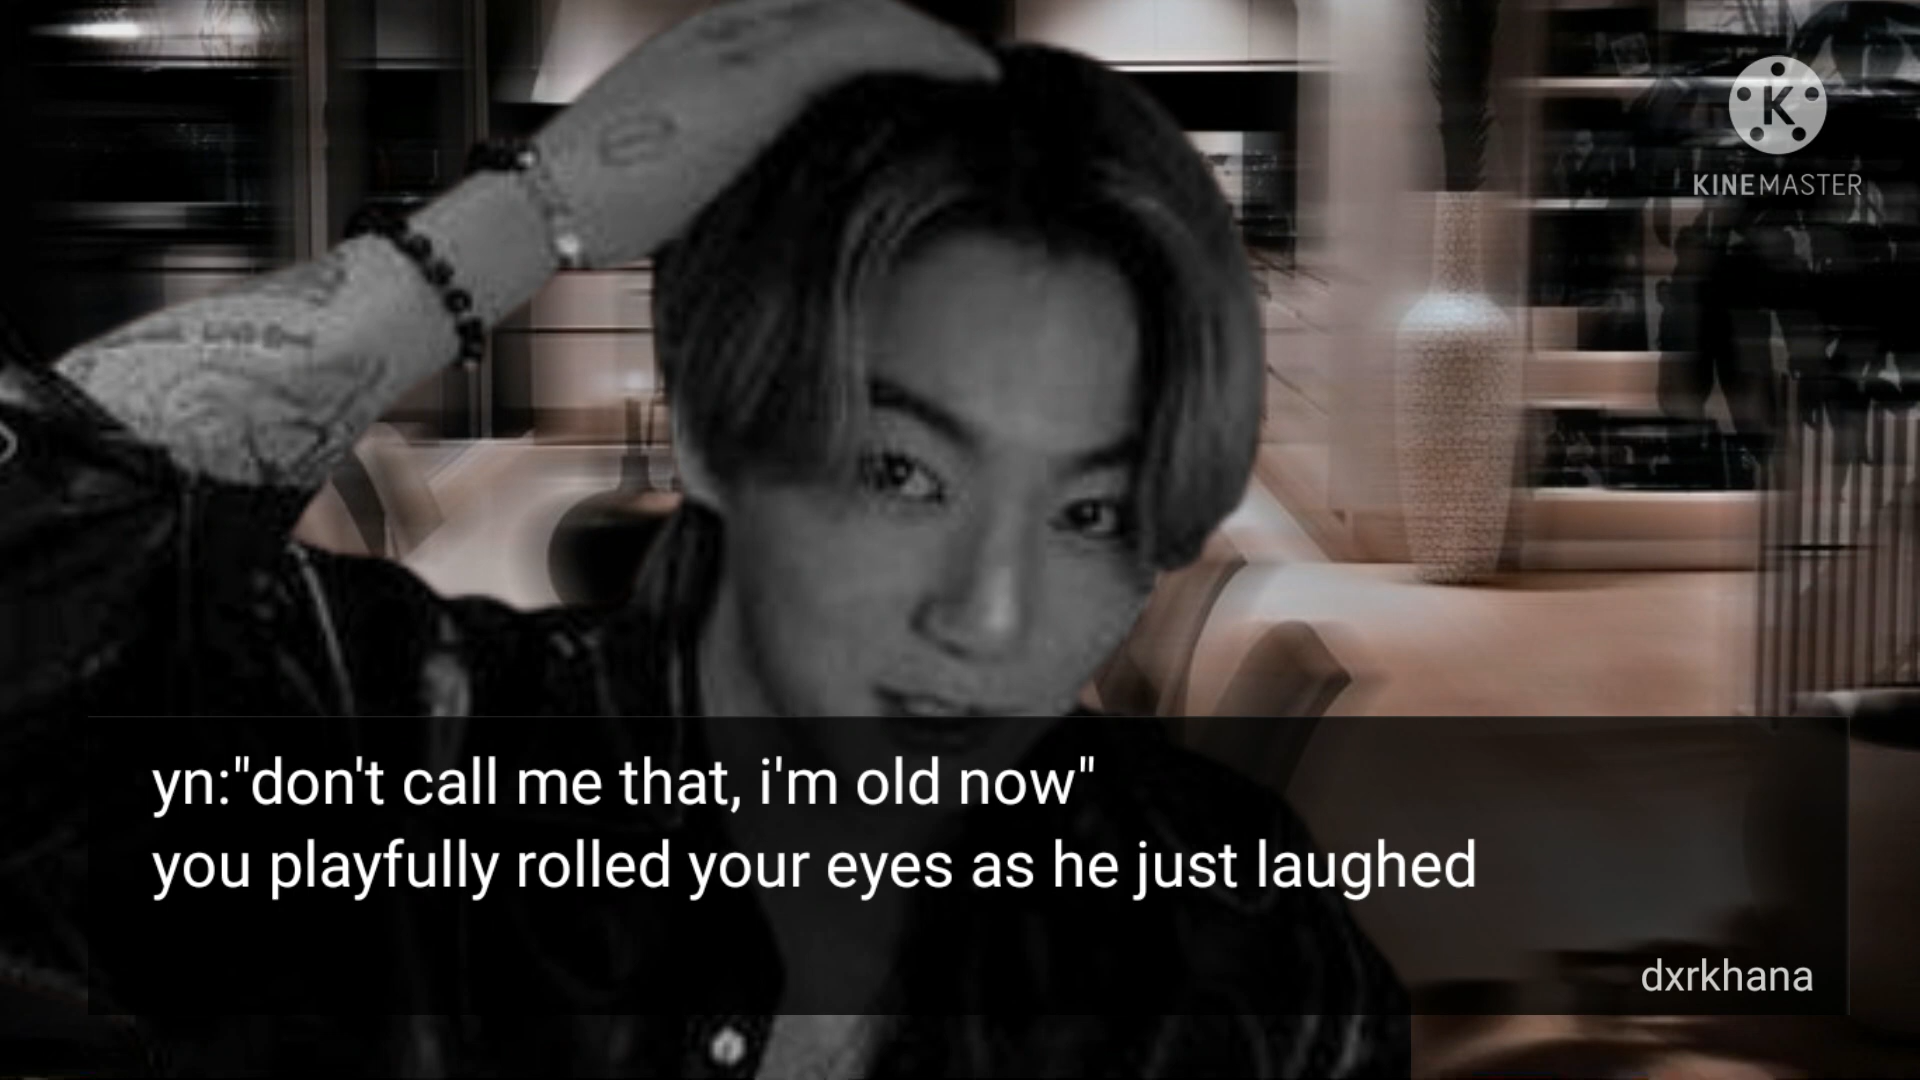 K
KINEMASTER
yn:"don't call me that, i'm old now"
you playfully rolled your eyes as he just laughed
dxrkhana